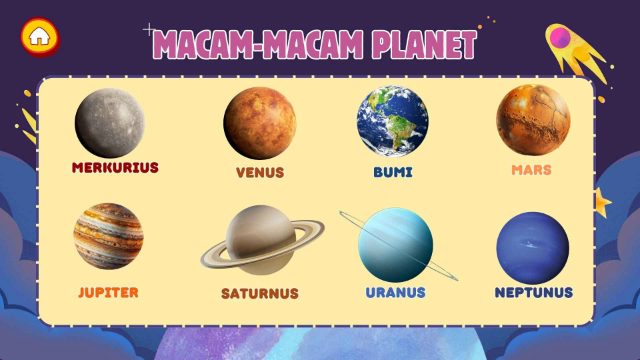 MACAM-MACAM PLANET
MERKURIUS
VENUS
BUMI
MARS
JUPITER
SATURNUS
URANUS
NEPTUNUS